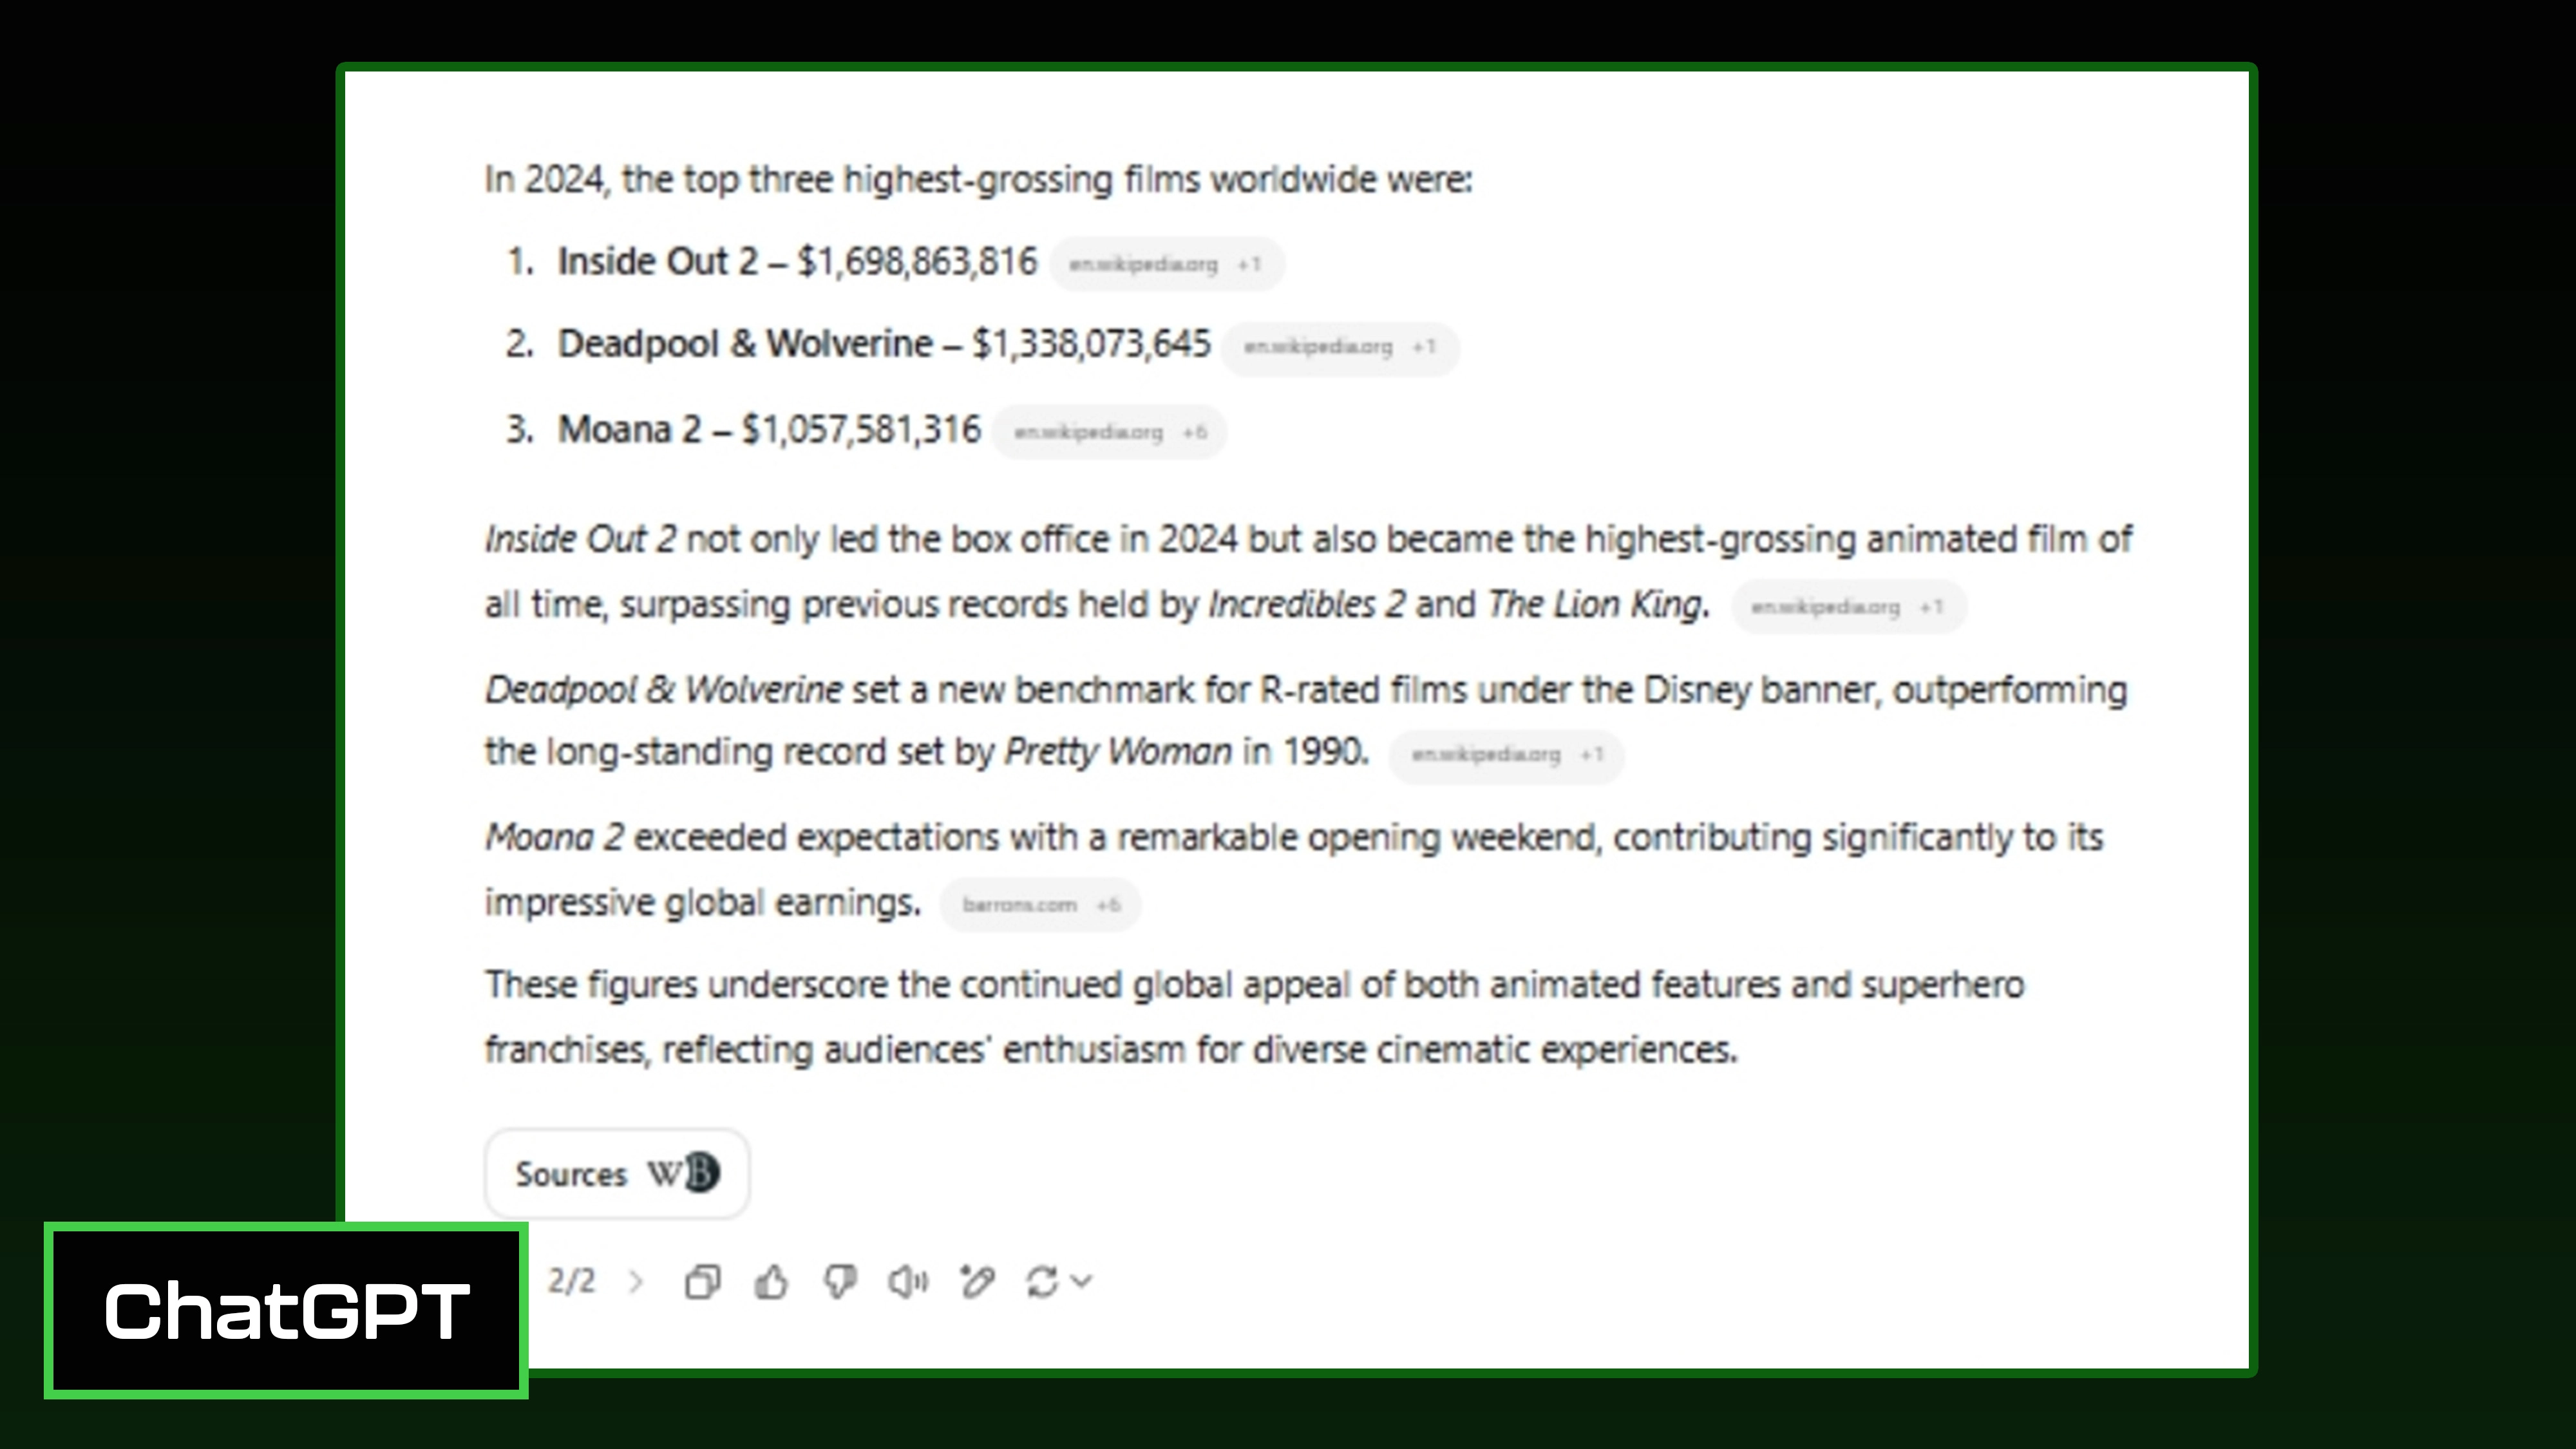 In 2024, the top three highest-grossing films worldwide were:
1. Inside Out 2 – $1,698,863,816 en.wikipedia.org +1
2. Deadpool & Wolverine – $1,338,073,645 en.wikipedia.org +1
3. Moana 2 – $1,057,581,316 en.wikipedia.org +6
Inside Out 2 not only led the box office in 2024 but also became the highest-grossing animated film of
all time, surpassing previous records held by Incredibles 2 and The Lion King. en.wikipedia.org +1
Deadpool & Wolverine set a new benchmark for R-rated films under the Disney banner, outperforming
the long-standing record set by Pretty Woman in 1990. en.wikipedia.org +1
Moana 2 exceeded expectations with a remarkable opening weekend, contributing significantly to its
impressive global earnings. barrons.com +6
These figures underscore the continued global appeal of both animated features and superhero
franchises, reflecting audiences' enthusiasm for diverse cinematic experiences.
Sources W B
2/2
ChatGPT